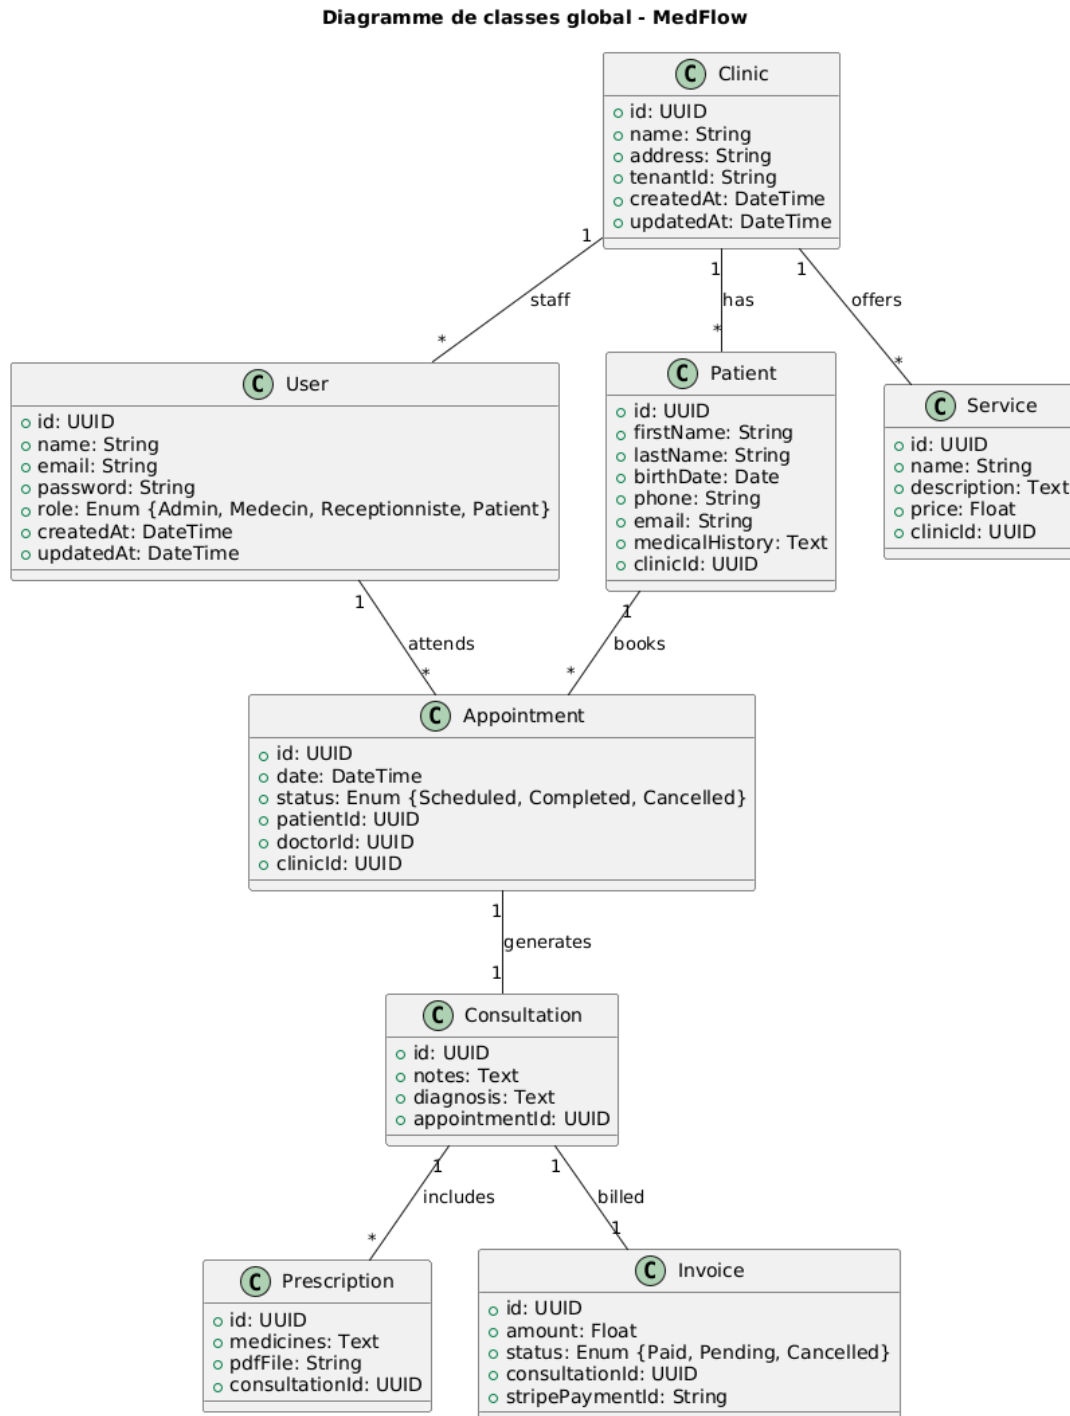 Diagramme de classes global - MedFlow
C Clinic
id: UUID
name: String
address: String
tenantId: String
createdAt: DateTime
updatedAt: DateTime
1
1
1
staff
has
offers
*
*
*
C User
id: UUID
name: String
email: String
password: String
role: Enum {Admin, Medecin, Receptionniste, Patient}
createdAt: DateTime
updatedAt: DateTime
C Patient
id: UUID
firstName: String
lastName: String
birthDate: Date
phone: String
email: String
medicalHistory: Text
clinicId: UUID
C Service
id: UUID
name: String
description: Text
price: Float
clinicId: UUID
1
1
attends
books
*
*
C Appointment
id: UUID
date: DateTime
status: Enum {Scheduled, Completed, Cancelled}
patientId: UUID
doctorId: UUID
clinicId: UUID
1
generates
1
C Consultation
id: UUID
notes: Text
diagnosis: Text
appointmentId: UUID
1
1
includes
billed
*
1
C Prescription
id: UUID
medicines: Text
pdfFile: String
consultationId: UUID
C Invoice
id: UUID
amount: Float
status: Enum {Paid, Pending, Cancelled}
consultationId: UUID
stripePaymentId: String